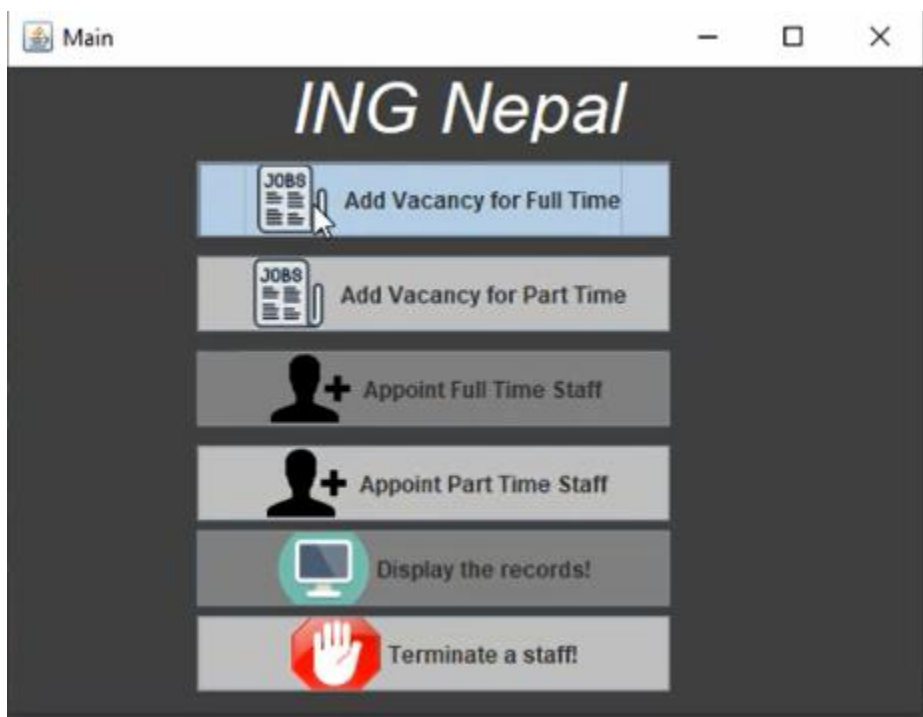 Main
ING Nepal
JOBS
Add Vacancy for Full Time
JOBS
Add Vacancy for Part Time
Appoint Full Time Staff
Appoint Part Time Staff
Display the records!
Terminate a staff!